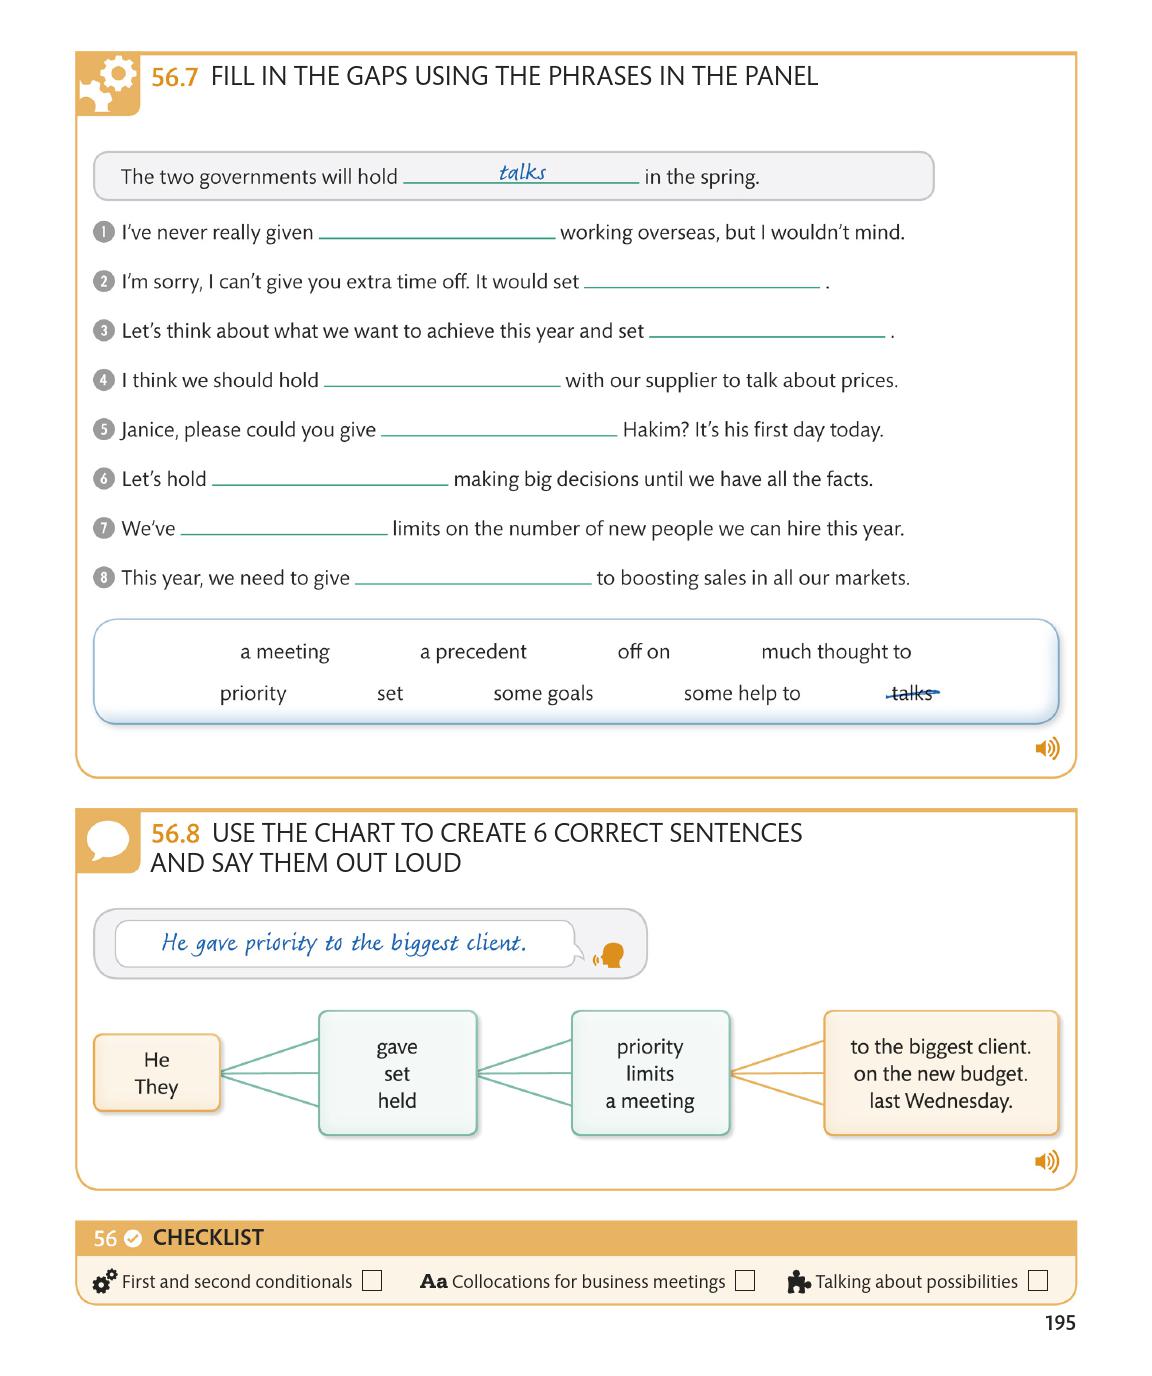 56.7 FILL IN THE GAPS USING THE PHRASES IN THE PANEL
The two governments will hold talks in the spring.
1 I've never really given ____ working overseas, but I wouldn't mind.
2 I'm sorry, I can't give you extra time off. It would set ____ .
3 Let's think about what we want to achieve this year and set ____ .
4 I think we should hold ____ with our supplier to talk about prices.
5 Janice, please could you give ____ Hakim? It's his first day today.
6 Let's hold ____ making big decisions until we have all the facts.
7 We've ____ limits on the number of new people we can hire this year.
8 This year, we need to give ____ to boosting sales in all our markets.
a meeting a precedent off on much thought to
priority set some goals some help to talks
56.8 USE THE CHART TO CREATE 6 CORRECT SENTENCES
AND SAY THEM OUT LOUD
He gave priority to the biggest client.
He
They
gave
set
held
priority
limits
a meeting
to the biggest client.
on the new budget.
last Wednesday.
56 CHECKLIST
First and second conditionals Aa Collocations for business meetings Talking about possibilities
195